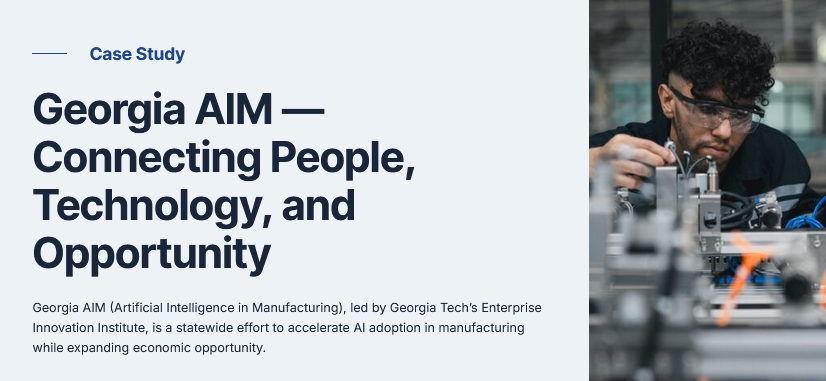 Case Study
Georgia AIM —
Connecting People,
Technology, and
Opportunity
Georgia AIM (Artificial Intelligence in Manufacturing), led by Georgia Tech’s Enterprise
Innovation Institute, is a statewide effort to accelerate AI adoption in manufacturing
while expanding economic opportunity.